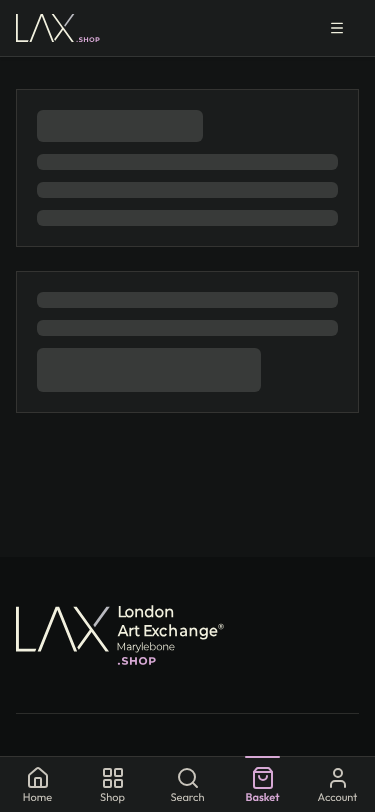 LAX
.SHOP
LAX
London
Art Exchange®
Marylebone
.SHOP
Home
Shop
Search
Basket
Account